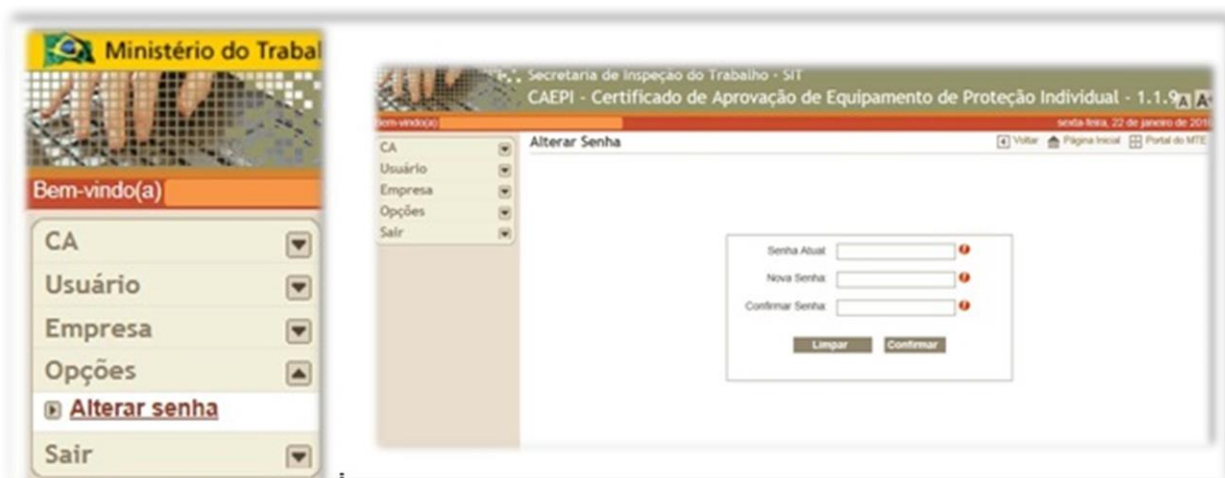 Ministério do Trabal
Bem-vindo(a)
CA
Usuário
Empresa
Opções
Alterar senha
Sair
Secretaria de Inspeção do Trabalho - SIT
CAEPI - Certificado de Aprovação de Equipamento de Proteção Individual - 1.1.9
A A
Bem-vindo(a)
sexta-feira, 22 de janeiro de 201
CA
Usuário
Empresa
Opções
Sair
Alterar Senha
Voltar Página Inicial Portal do MTE
Senha Atual:
Nova Senha:
Confirmar Senha:
Limpar Confirmar